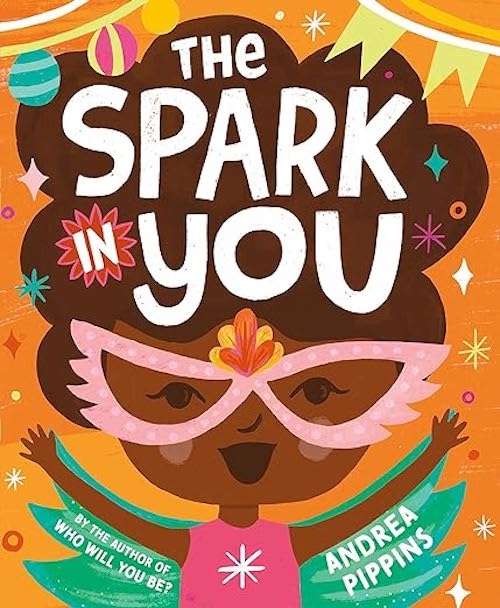 THE
SPARK
IN YOU
BY THE AUTHOR OF
WHO WILL YOU BE?
ANDREA
PIPPINS